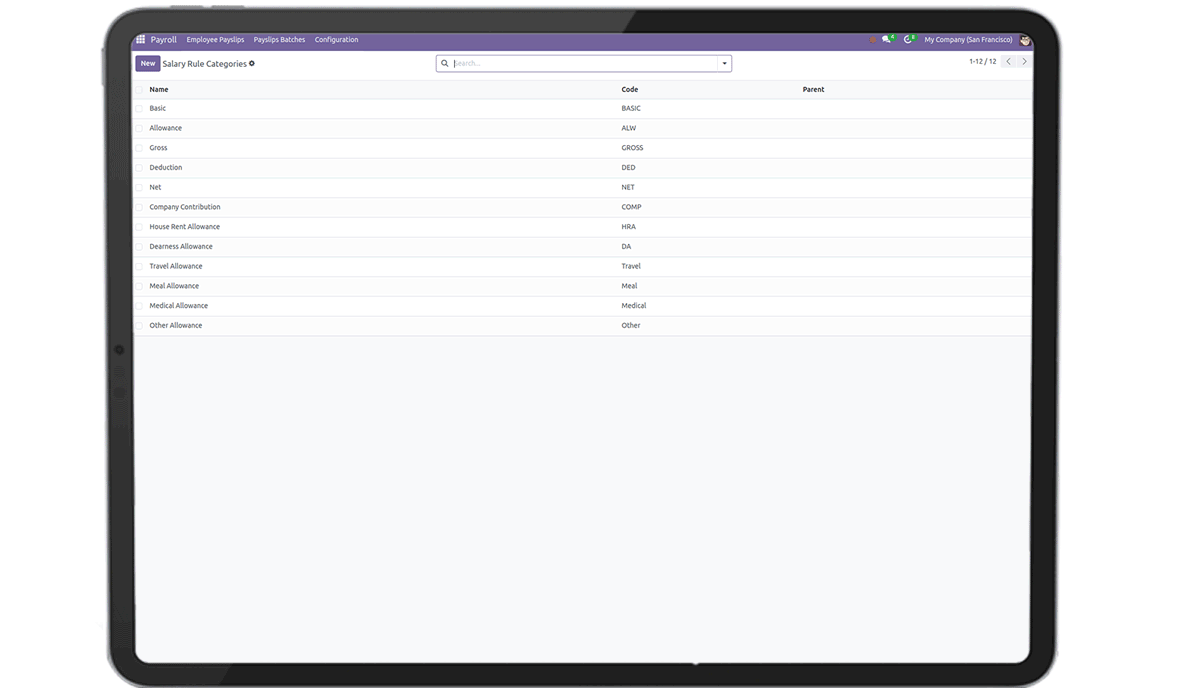 Payroll Employee Payslips Payslips Batches Configuration 4 8 My Company (San Francisco)
New Salary Rule Categories Search... 1-12 / 12
Name Code Parent
Basic BASIC
Allowance ALW
Gross GROSS
Deduction DED
Net NET
Company Contribution COMP
House Rent Allowance HRA
Dearness Allowance DA
Travel Allowance Travel
Meal Allowance Meal
Medical Allowance Medical
Other Allowance Other